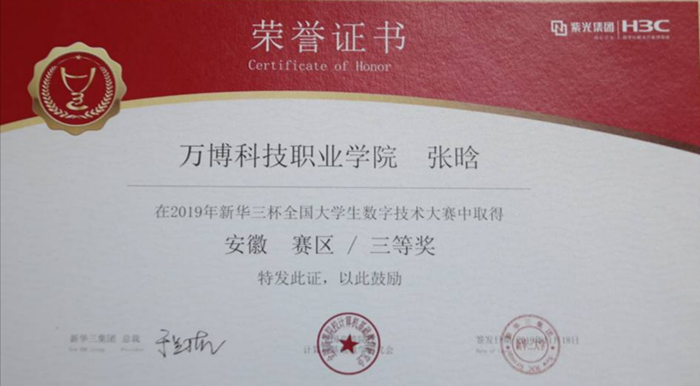 荣誉证书
Certificate of Honor
紫光集团 H3C
万博科技职业学院 张晗
在2019年新华三杯全国大学生数字技术大赛中取得
安徽 赛区 / 三等奖
特发此证，以此鼓励
新华三集团 总裁